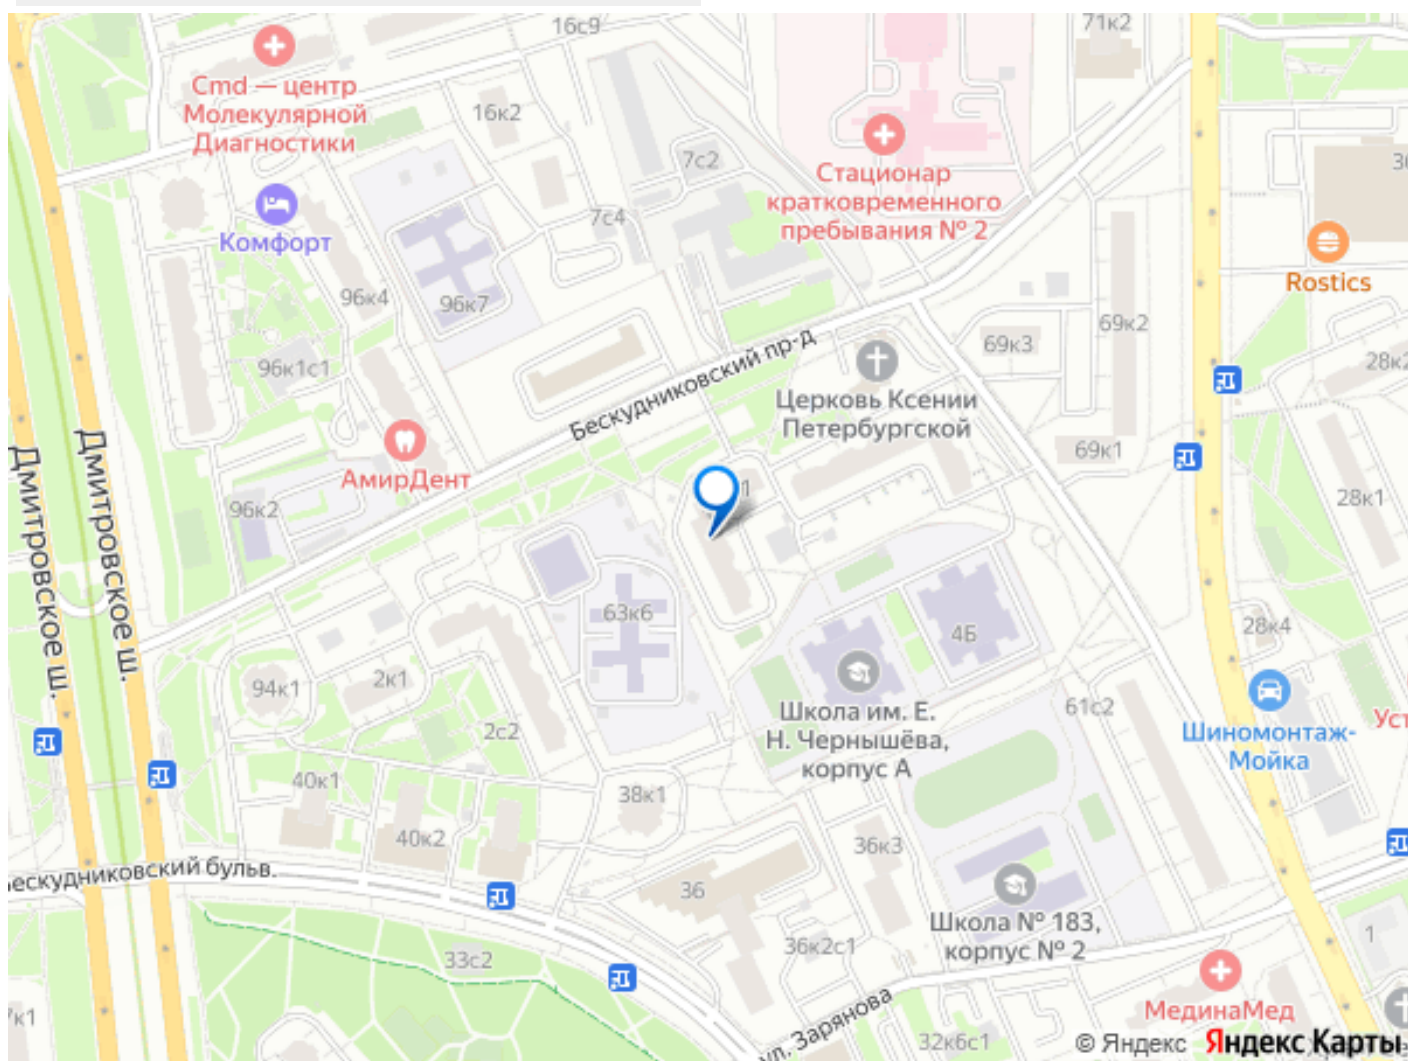 16с9
71к2
Cmd — центр
Молекулярной
Диагностики
16к2
7с2
Стационар
кратковременного
пребывания № 2
7с4
Комфорт
Rostics
96к4
96к7
69к2
69к3
Бескудниковский пр-д
28к2
96к1с1
Церковь Ксении
Петербургской
69к1
АмирДент
28к1
96к2
Дмитровское ш.
Дмитровское ш.
63к6
4Б
28к4
94к1
2к1
2с2
61с2
Школа им. Е.
Н. Чернышёва,
корпус А
Шиномонтаж-
Мойка
Уст
40к1
38к1
40к2
36к3
ескудниковский бульв.
36
Школа № 183,
корпус № 2
36к2с1
33с2
1
МединаМед
ул. Зарянова
32к6с1
к1
© Яндекс Яндекс Карты